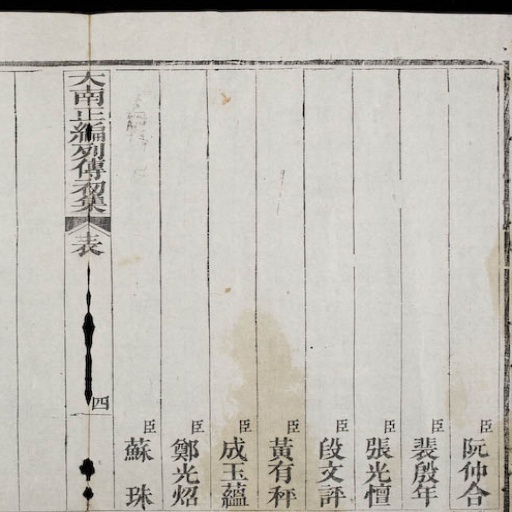 臣阮仲合
臣裴殷年
臣張光憻
臣段文評
臣黃有秤
臣成玉蘊
臣鄭光炤
臣蘇珠
大南正編列傳初集 表 四